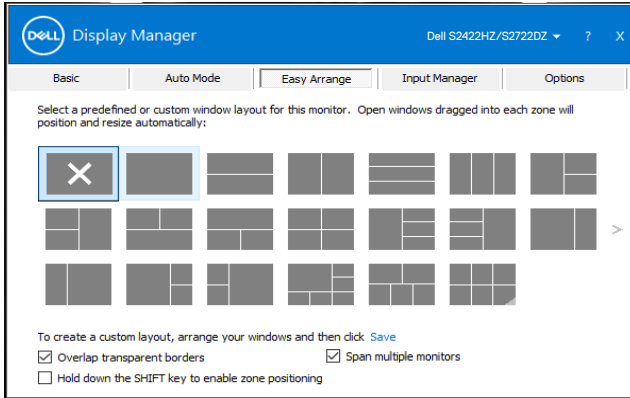 DELL Display Manager Dell S2422HZ/S2722DZ ? X
Basic Auto Mode Easy Arrange Input Manager Options
Select a predefined or custom window layout for this monitor. Open windows dragged into each zone will
position and resize automatically:
>
To create a custom layout, arrange your windows and then click Save
Overlap transparent borders Span multiple monitors
Hold down the SHIFT key to enable zone positioning